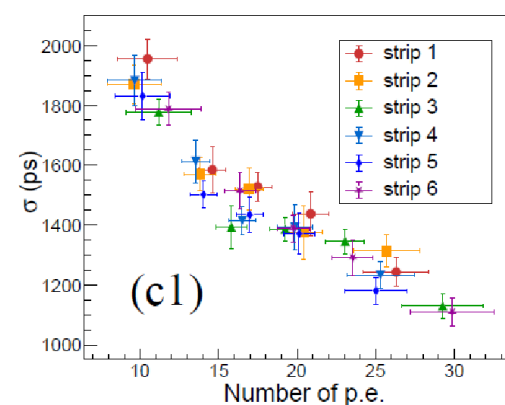 σ (ps)
2000
1800
1600
1400
1200
1000
strip 1
strip 2
strip 3
strip 4
strip 5
strip 6
(c1)
10 15 20 25 30
Number of p.e.